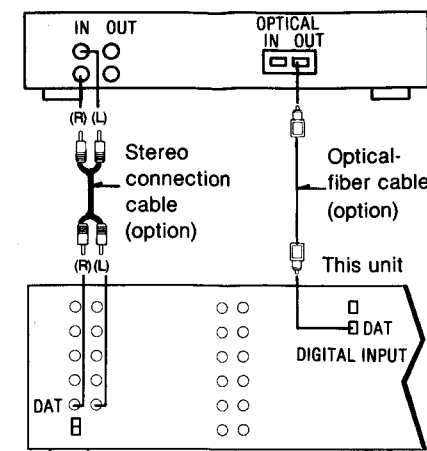 IN OUT
OPTICAL
IN OUT
(R) (L)
Stereo
connection
cable
(option)
Optical-
fiber cable
(option)
(R) (L)
This unit
DAT
DIGITAL INPUT
DAT